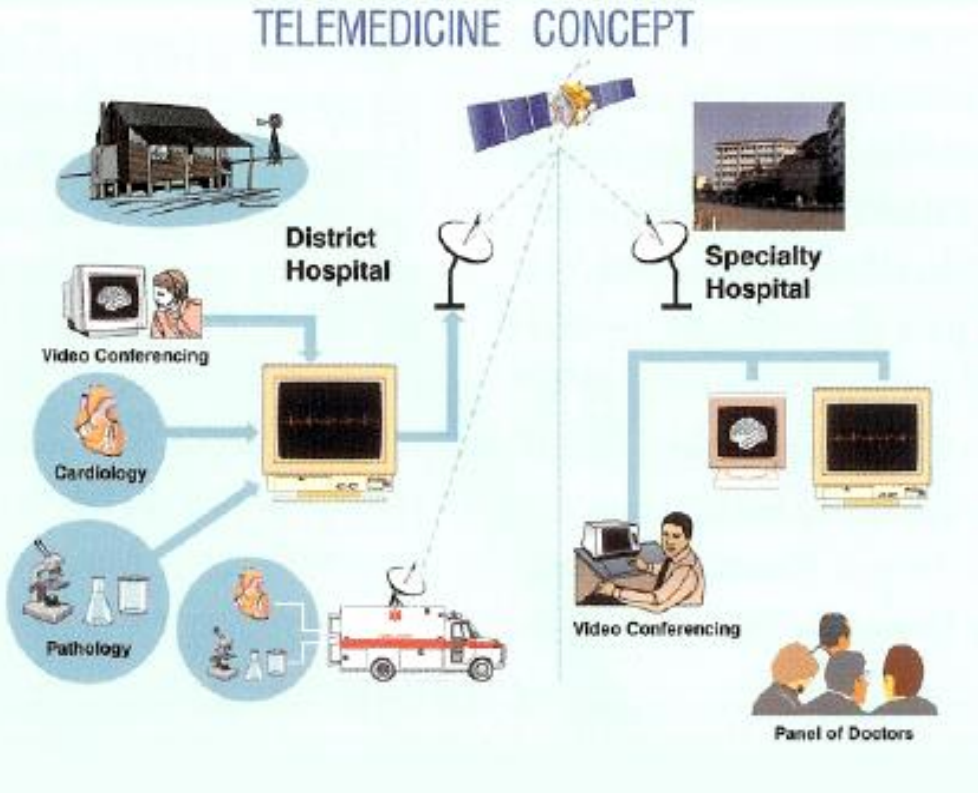 TELEMEDICINE CONCEPT
District
Hospital
Specialty
Hospital
Video Conferencing
Cardiology
Pathology
Video Conferencing
Panel of Doctors